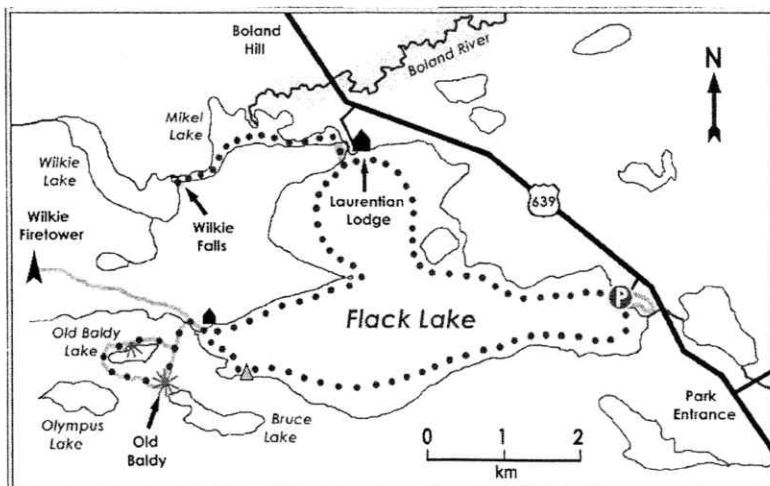 Boland
Hill
Boland River
N
Mikel
Lake
Wilkie
Lake
Wilkie
Firetower
Wilkie
Falls
Laurentian
Lodge
639
P
Flack Lake
Old Baldy
Lake
Olympus
Lake
Old
Baldy
Bruce
Lake
Park
Entrance
0 1 2
km